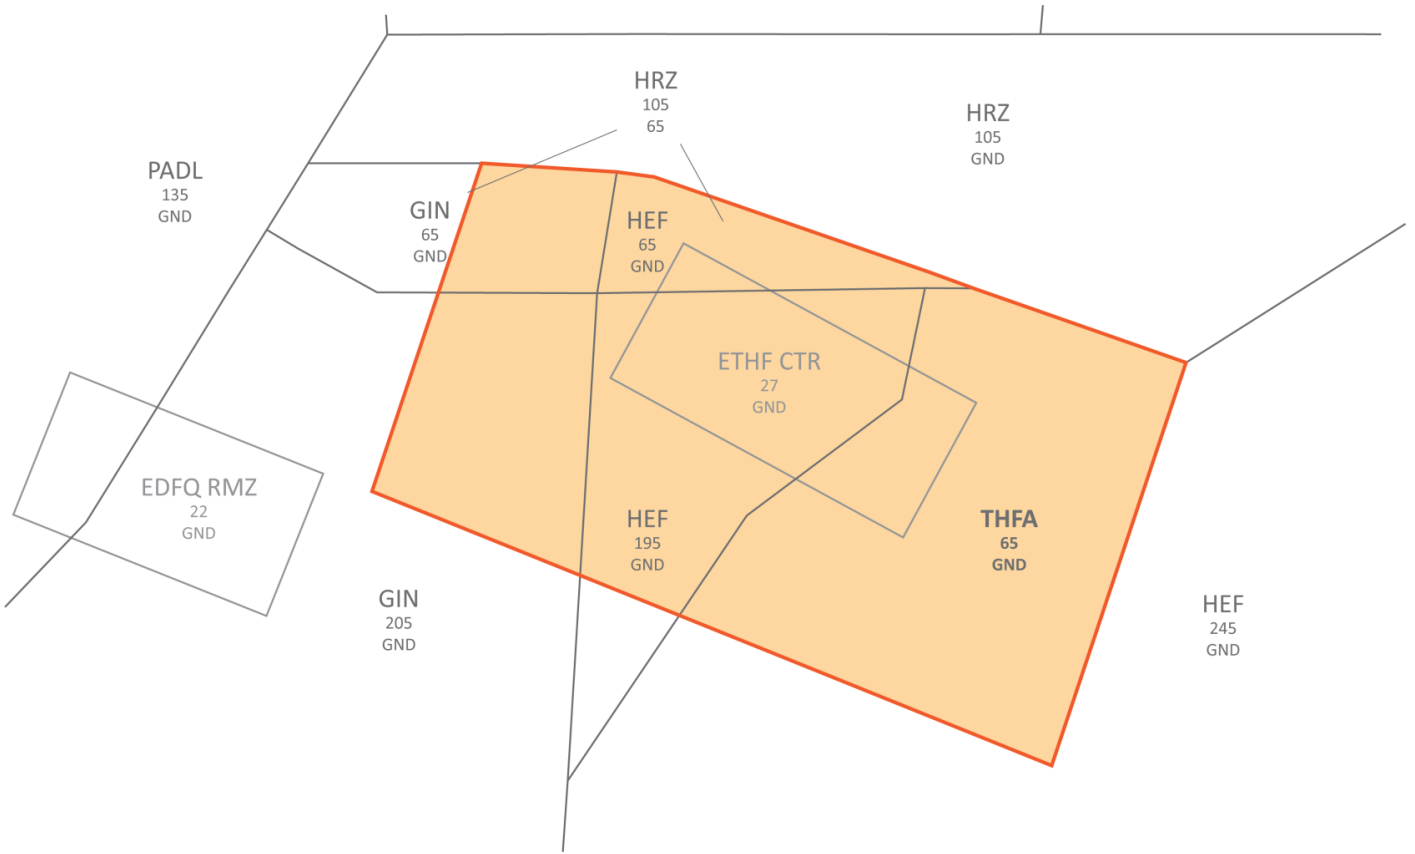 HRZ
105
65
HRZ
105
GND
PADL
135
GND
GIN
65
GND
HEF
65
GND
ETHF CTR
27
GND
EDFQ RMZ
22
GND
HEF
195
GND
THFA
65
GND
GIN
205
GND
HEF
245
GND